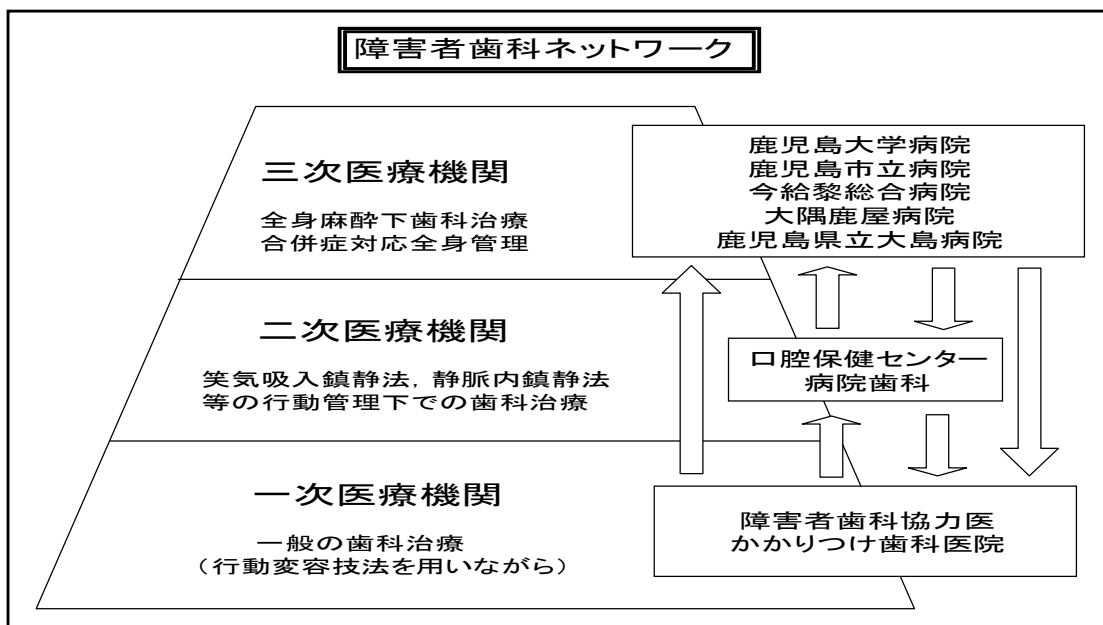 障害者歯科ネットワーク
三次医療機関
全身麻酔下歯科治療
合併症対応全身管理
鹿児島大学病院
鹿児島市立病院
今給黎総合病院
大隅鹿屋病院
鹿児島県立大島病院
二次医療機関
笑気吸入鎮静法，静脈内鎮静法
等の行動管理下での歯科治療
口腔保健センター
病院歯科
一次医療機関
一般の歯科治療
（行動変容技法を用いながら）
障害者歯科協力医
かかりつけ歯科医院